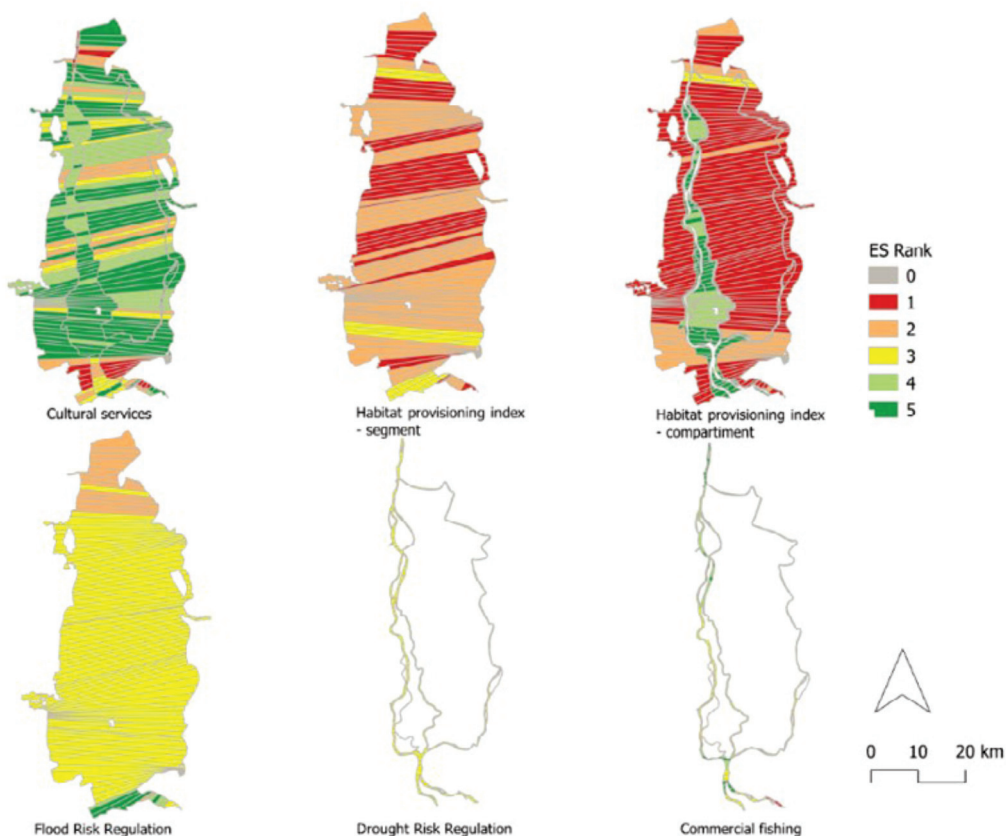 Cultural services
Habitat provisioning index
- segment
Habitat provisioning index
- compartiment
ES Rank
0
1
2
3
4
5
Flood Risk Regulation
Drought Risk Regulation
Commercial fishing
0 10 20 km